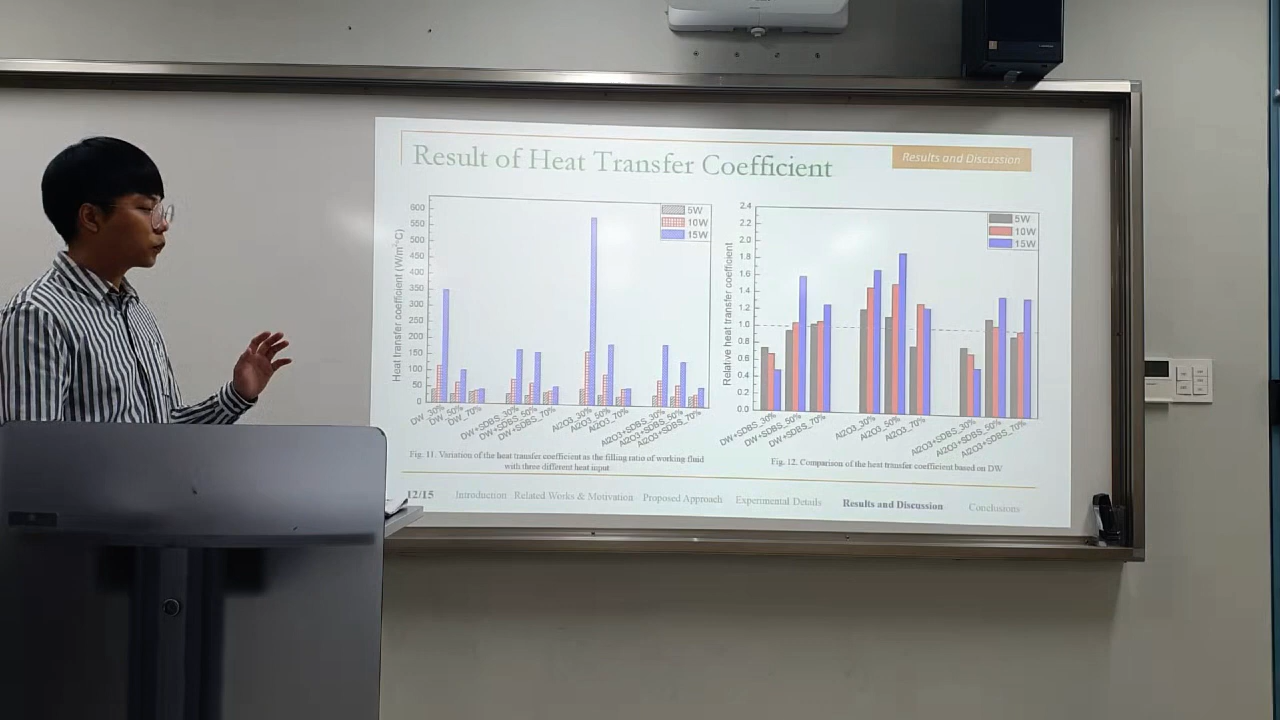 Result of Heat Transfer Coefficient
Results and Discussion
Heat transfer coefficient (W/m²°C)
600
550
500
450
400
350
300
250
200
150
100
50
0
5W
10W
15W
DW_30%
DW_50%
DW_70%
DW+SDBS_30%
DW+SDBS_50%
DW+SDBS_70%
Al2O3_30%
Al2O3_50%
Al2O3_70%
Al2O3+SDBS_30%
Al2O3+SDBS_50%
Al2O3+SDBS_70%
Fig. 11. Variation of the heat transfer coefficient as the filling ratio of working fluid
with three different heat input
Relative heat transfer coefficient
2.4
2.2
2.0
1.8
1.6
1.4
1.2
1.0
0.8
0.6
0.4
0.2
0.0
5W
10W
15W
DW+SDBS_30%
DW+SDBS_50%
DW+SDBS_70%
Al2O3_30%
Al2O3_50%
Al2O3_70%
Al2O3+SDBS_30%
Al2O3+SDBS_50%
Al2O3+SDBS_70%
Fig. 12. Comparison of the heat transfer coefficient based on DW
12/15 Introduction Related Works & Motivation Proposed Approach Experimental Details Results and Discussion Conclusions